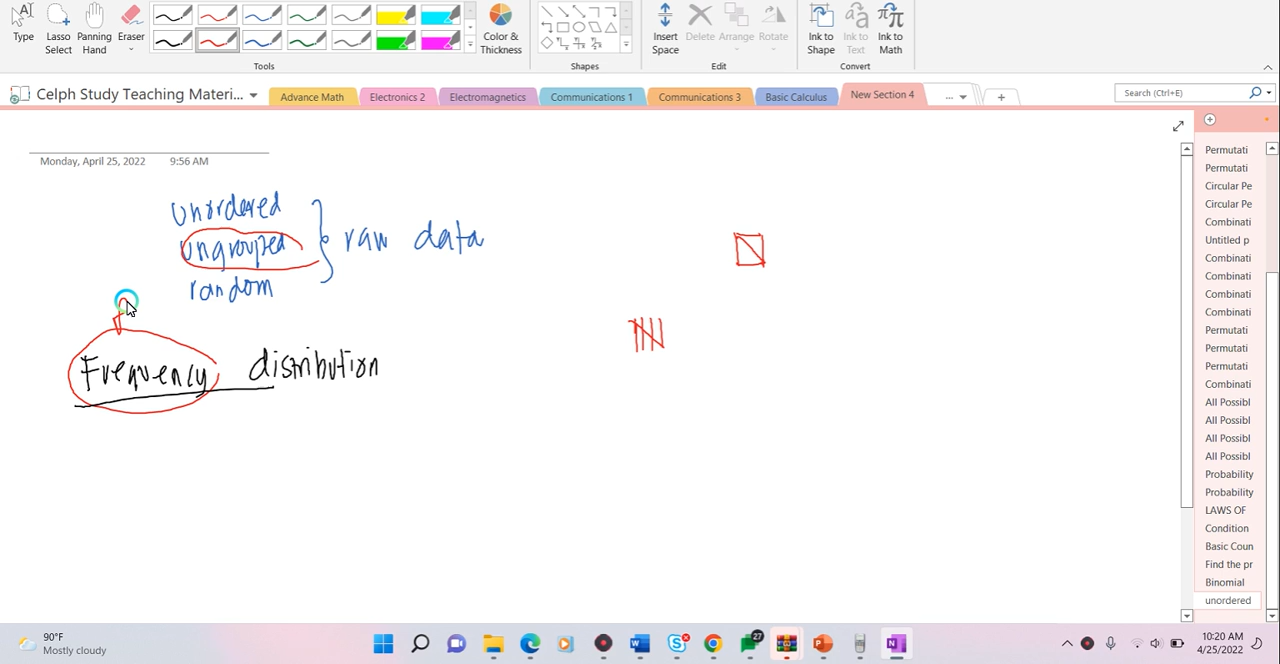 Type
Lasso Select
Panning Hand
Eraser
Color & Thickness
Insert Space
Delete
Arrange
Rotate
Ink to Shape
Ink to Text
Ink to Math
Tools
Shapes
Edit
Convert
Celph Study Teaching Materi...
Advance Math
Electronics 2
Electromagnetics
Communications 1
Communications 3
Basic Calculus
New Section 4
...
Search (Ctrl+E)
Monday, April 25, 2022
9:56 AM
unordered
ungrouped
random
raw data
Frequency distribution
Permutati
Permutati
Circular Pe
Circular Pe
Combinati
Untitled p
Combinati
Combinati
Combinati
Combinati
Permutati
Permutati
Permutati
Combinati
All Possibl
All Possibl
All Possibl
All Possibl
Probability
Probability
LAWS OF
Condition
Basic Coun
Find the pr
Binomial
unordered
90°F
Mostly cloudy
27
10:20 AM
4/25/2022